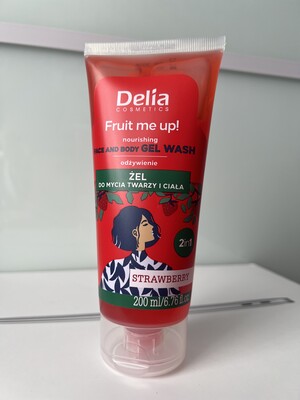 Delia
COSMETICS
Fruit me up!
nourishing
FACE AND BODY GEL WASH
odżywienie
ŻEL
DO MYCIA TWARZY I CIAŁA
2in1
STRAWBERRY
200 ml/6.76 fl.oz